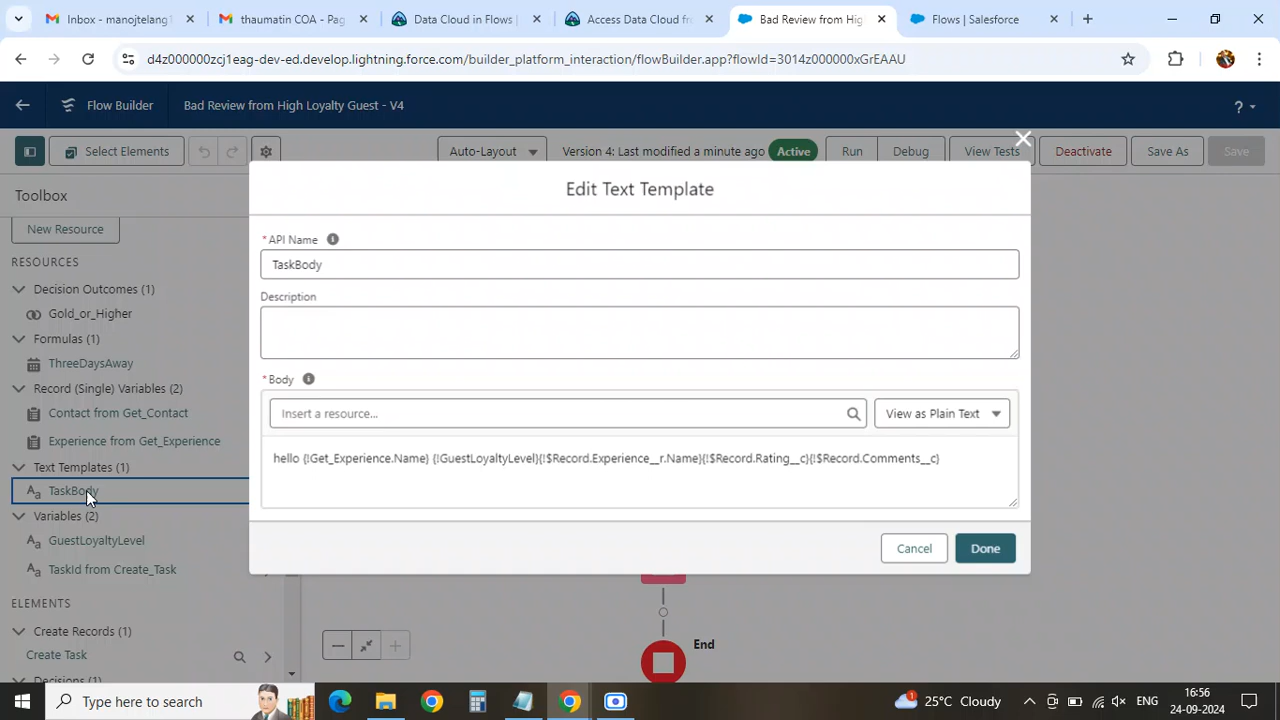 Inbox - manojtelang1
thaumatin COA - Pag
Data Cloud in Flows |
Access Data Cloud fro
Bad Review from Hig
Flows | Salesforce
d4z000000zcj1eag-dev-ed.develop.lightning.force.com/builder_platform_interaction/flowBuilder.app?flowId=3014z000000xGrEAAU
Flow Builder
Bad Review from High Loyalty Guest - V4
?
Select Elements
Auto-Layout
Version 4: Last modified a minute ago
Active
Run
Debug
View Tests
Deactivate
Save As
Save
Toolbox
New Resource
RESOURCES
Decision Outcomes (1)
Gold_or_Higher
Formulas (1)
ThreeDaysAway
Record (Single) Variables (2)
Contact from Get_Contact
Experience from Get_Experience
Text Templates (1)
Aa TaskBody
Variables (2)
Aa GuestLoyaltyLevel
Aa TaskId from Create_Task
ELEMENTS
Create Records (1)
Create Task
Edit Text Template
* API Name
TaskBody
Description
* Body
Insert a resource...
View as Plain Text
hello {!Get_Experience.Name} {!GuestLoyaltyLevel}{!$Record.Experience__r.Name}{!$Record.Rating__c}{!$Record.Comments__c}
Cancel
Done
End
Type here to search
1
25°C Cloudy
ENG
16:56
24-09-2024